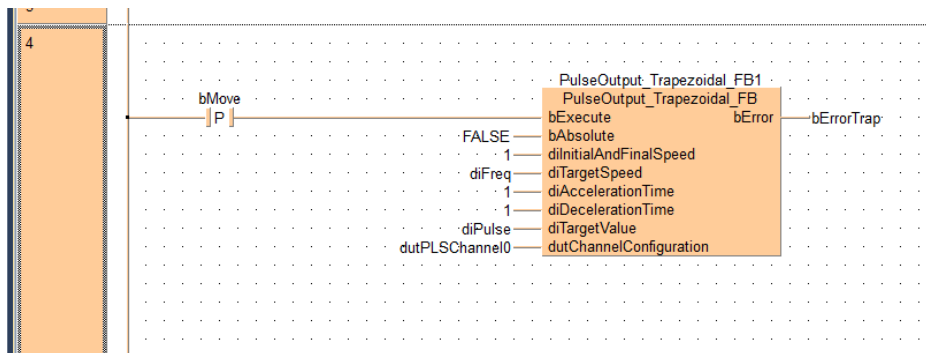 4
PulseOutput_Trapezoidal_FB1
bMove
PulseOutput_Trapezoidal_FB
P
bExecute
bError
bErrorTrap
FALSE
bAbsolute
1
diInitialAndFinalSpeed
diFreq
diTargetSpeed
1
diAccelerationTime
1
diDecelerationTime
diPulse
diTargetValue
dutPLSChannel0
dutChannelConfiguration